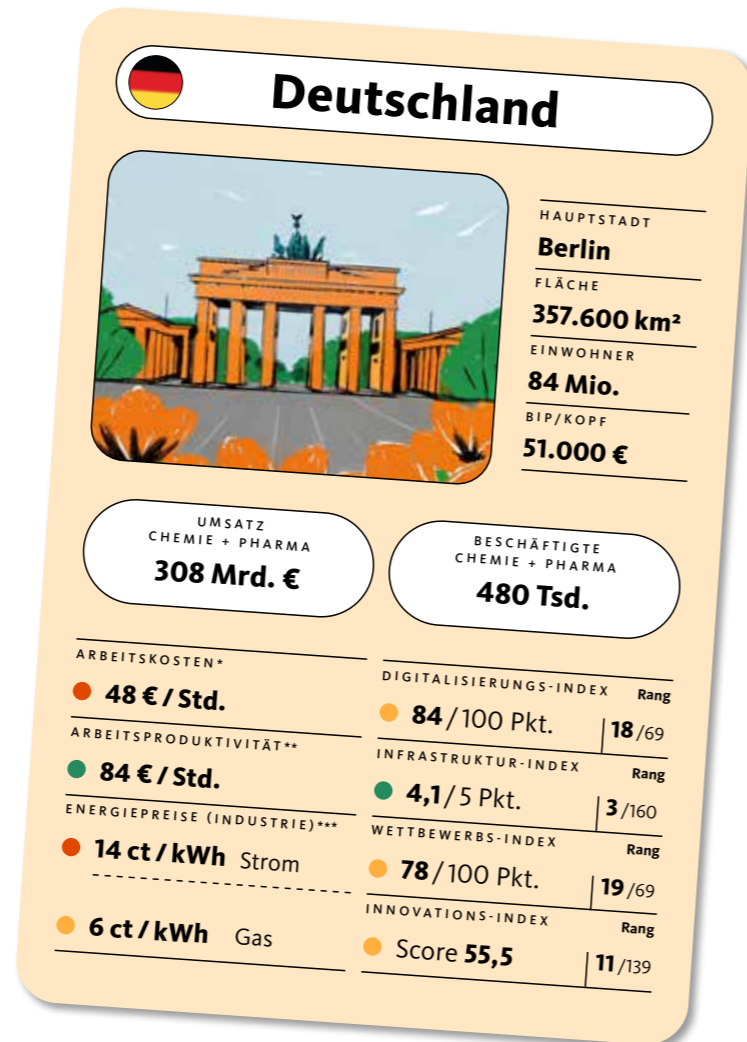 Deutschland
HAUPTSTADT
Berlin
FLÄCHE
357.600 km²
EINWOHNER
84 Mio.
BIP/KOPF
51.000 €
UMSATZ
CHEMIE + PHARMA
308 Mrd. €
BESCHÄFTIGTE
CHEMIE + PHARMA
480 Tsd.
ARBEITSKOSTEN*
48 € / Std.
ARBEITSPRODUKTIVITÄT**
84 € / Std.
ENERGIEPREISE (INDUSTRIE)***
14 ct / kWh Strom
6 ct / kWh Gas
DIGITALISIERUNGS-INDEX Rang
84/100 Pkt. 18/69
INFRASTRUKTUR-INDEX Rang
4,1/5 Pkt. 3/160
WETTBEWERBS-INDEX Rang
78/100 Pkt. 19/69
INNOVATIONS-INDEX Rang
Score 55,5 11/139